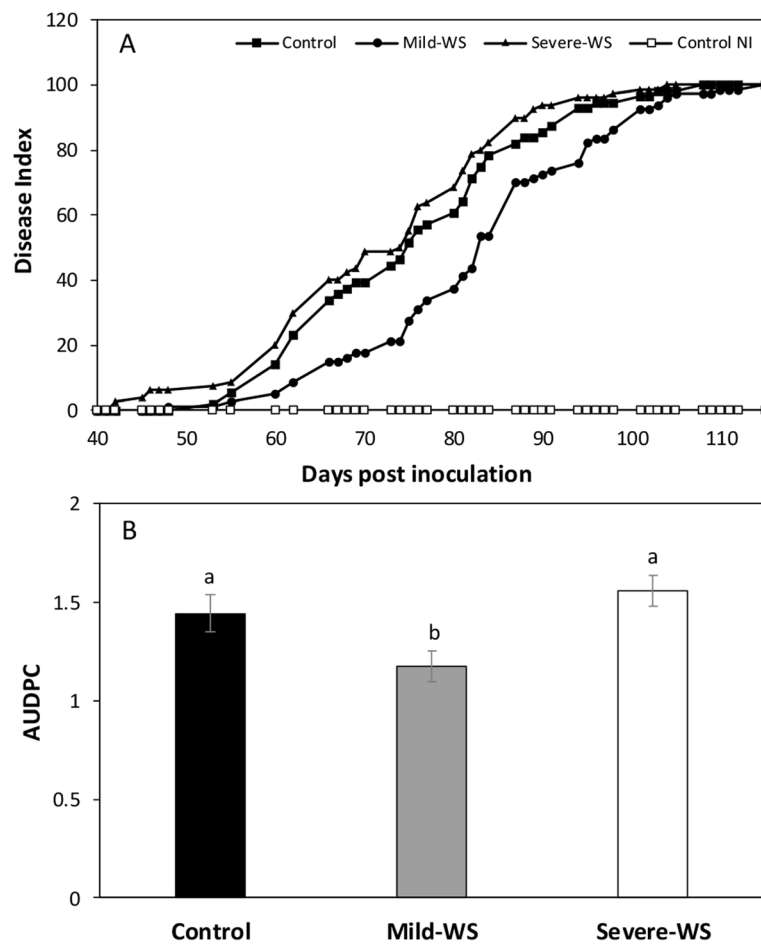 120
A
Control
Mild-WS
Severe-WS
Control NI
100
80
60
40
20
0
Disease Index
40
50
60
70
80
90
100
110
Days post inoculation
2
B
1.5
1
0.5
0
AUDPC
a
b
a
Control
Mild-WS
Severe-WS